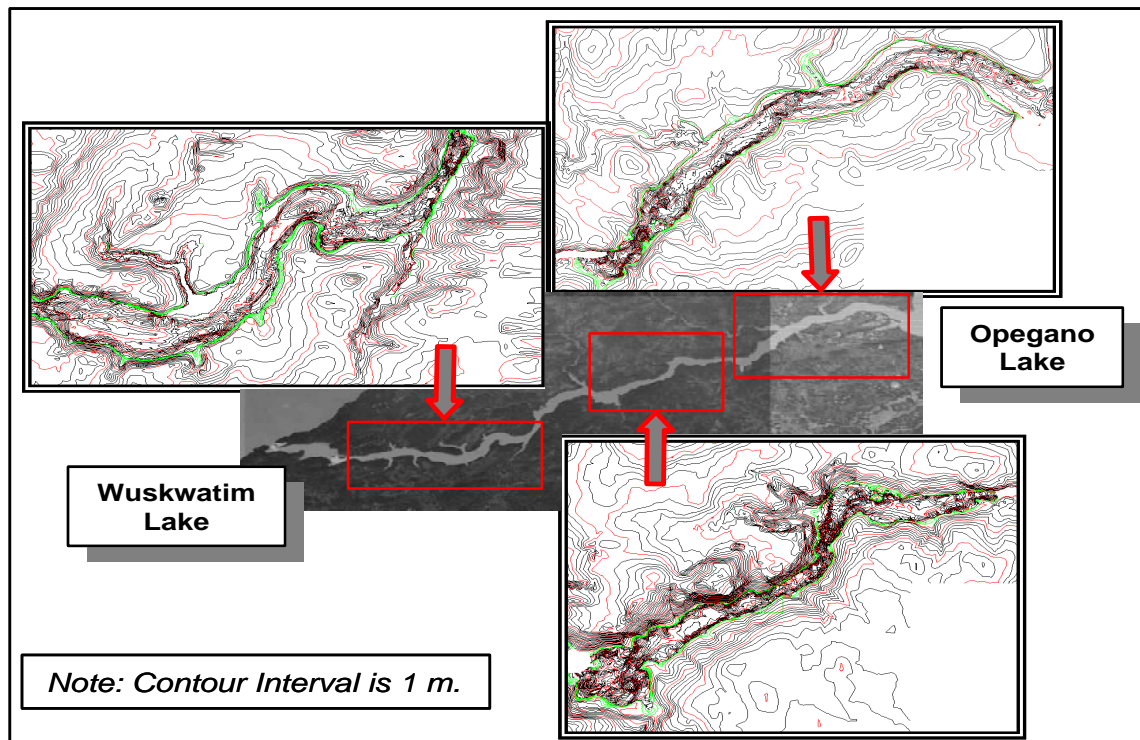 Opegano
Lake
Wuskwatim
Lake
Note: Contour Interval is 1 m.